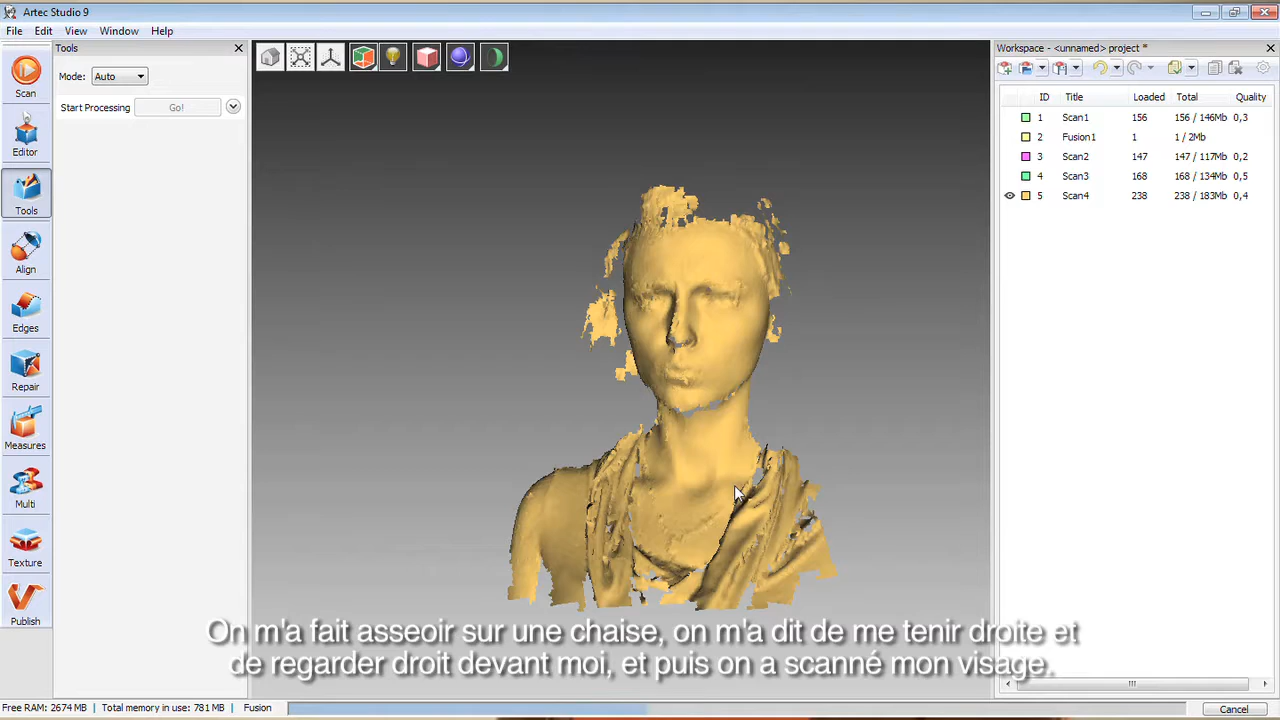 Artec Studio 9
File Edit View Window Help
Tools
Workspace - <unnamed> project *
Mode: Auto
Start Processing Go!
Scan
Editor
Tools
Align
Edges
Repair
Measures
Multi
Texture
Publish
ID Title Loaded Total Quality
1 Scan1 156 156 / 146Mb 0,3
2 Fusion1 1 1 / 2Mb
3 Scan2 147 147 / 117Mb 0,2
4 Scan3 168 168 / 134Mb 0,5
5 Scan4 238 238 / 183Mb 0,4
On m'a fait asseoir sur une chaise, on m'a dit de me tenir droite et
de regarder droit devant moi, et puis on a scanné mon visage.
Free RAM: 2674 MB Total memory in use: 781 MB Fusion Cancel